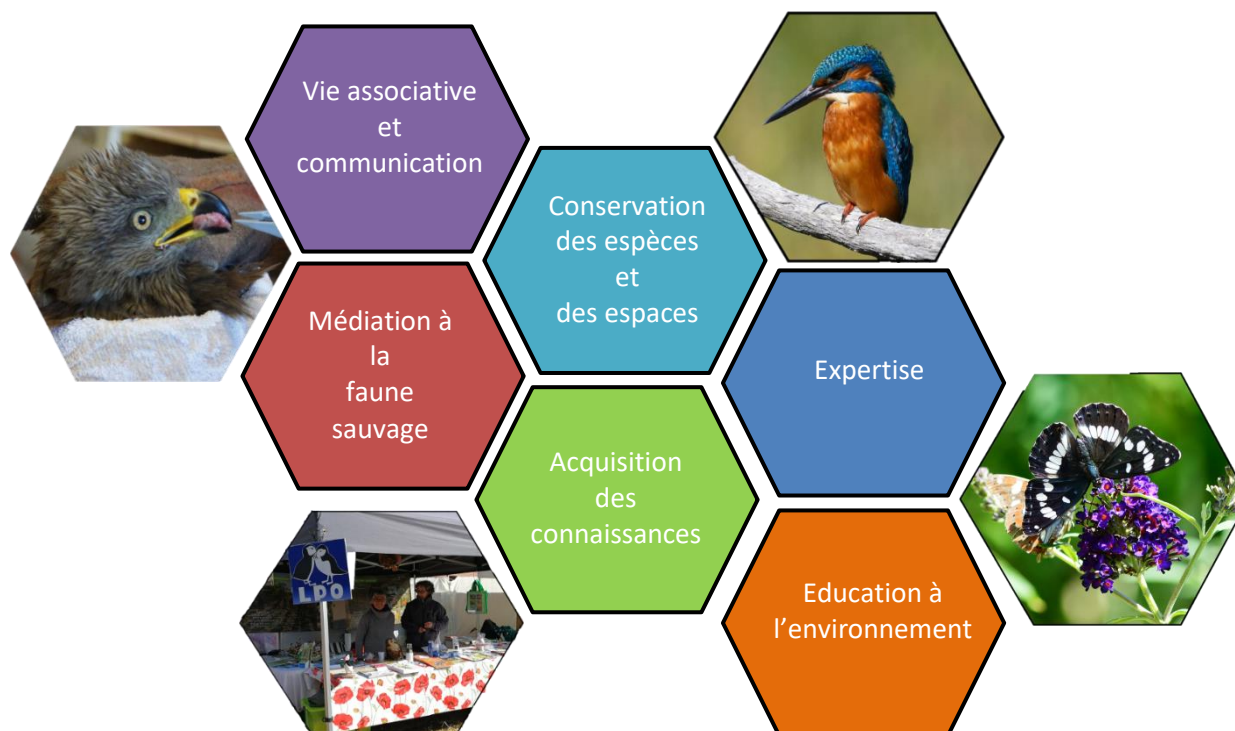 Vie associative
et
communication
Conservation
des espèces
et
des espaces
Médiation à
la
faune
sauvage
Expertise
Acquisition
des
connaissances
LPO
Education à
l’environnement